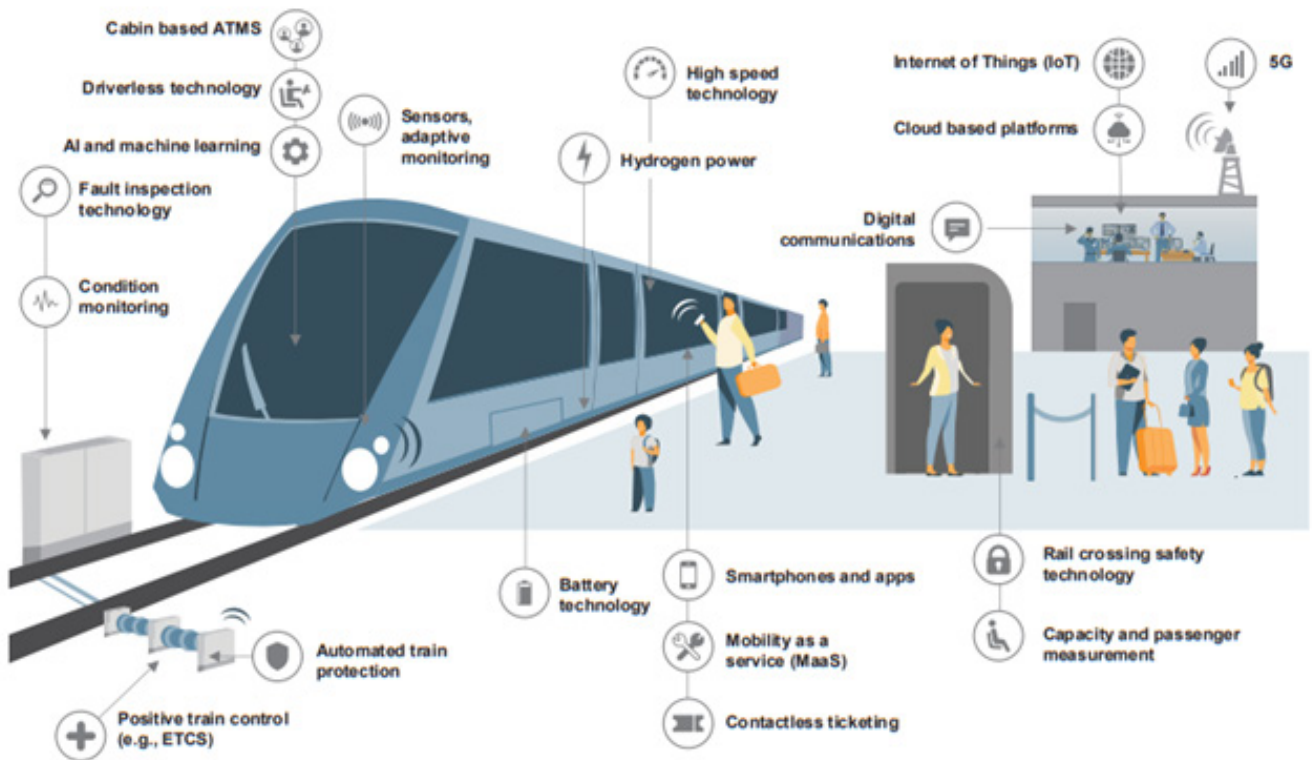 Cabin based ATMS
Driverless technology
AI and machine learning
Fault inspection
technology
Condition
monitoring
Sensors,
adaptive
monitoring
High speed
technology
Hydrogen power
Internet of Things (IoT)
5G
Cloud based platforms
Digital
communications
Battery
technology
Smartphones and apps
Mobility as a
service (MaaS)
Contactless ticketing
Rail crossing safety
technology
Capacity and passenger
measurement
Automated train
protection
Positive train control
(e.g., ETCS)